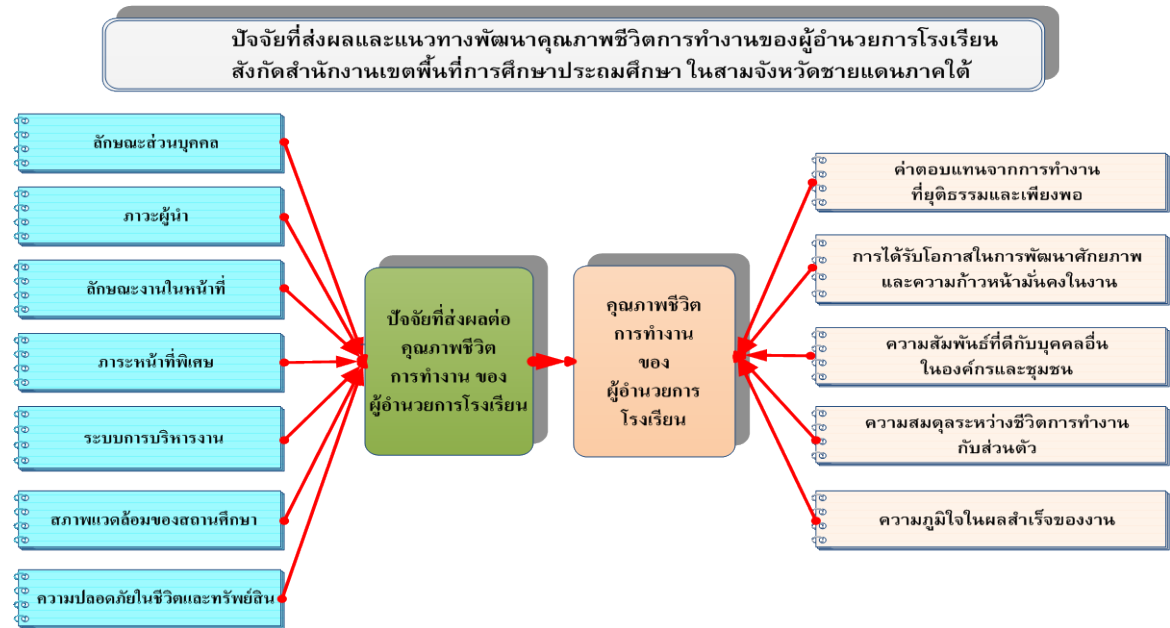 ปัจจัยที่ส่งผลและแนวทางพัฒนาคุณภาพชีวิตการทำงานของผู้อำนวยการโรงเรียน
สังกัดสำนักงานเขตพื้นที่การศึกษาประถมศึกษา ในสามจังหวัดชายแดนภาคใต้
ลักษณะส่วนบุคคล
ภาวะผู้นำ
ลักษณะงานในหน้าที่
ภาระหน้าที่พิเศษ
ระบบการบริหารงาน
สภาพแวดล้อมของสถานศึกษา
ความปลอดภัยในชีวิตและทรัพย์สิน
ปัจจัยที่ส่งผลต่อ
คุณภาพชีวิต
การทำงาน ของ
ผู้อำนวยการโรงเรียน
คุณภาพชีวิต
การทำงาน
ของ
ผู้อำนวยการ
โรงเรียน
ค่าตอบแทนจากการทำงาน
ที่ยุติธรรมและเพียงพอ
การได้รับโอกาสในการพัฒนาศักยภาพ
และความก้าวหน้ามั่นคงในงาน
ความสัมพันธ์ที่ดีกับบุคคลอื่น
ในองค์กรและชุมชน
ความสมดุลระหว่างชีวิตการทำงาน
กับส่วนตัว
ความภูมิใจในผลสำเร็จของงาน